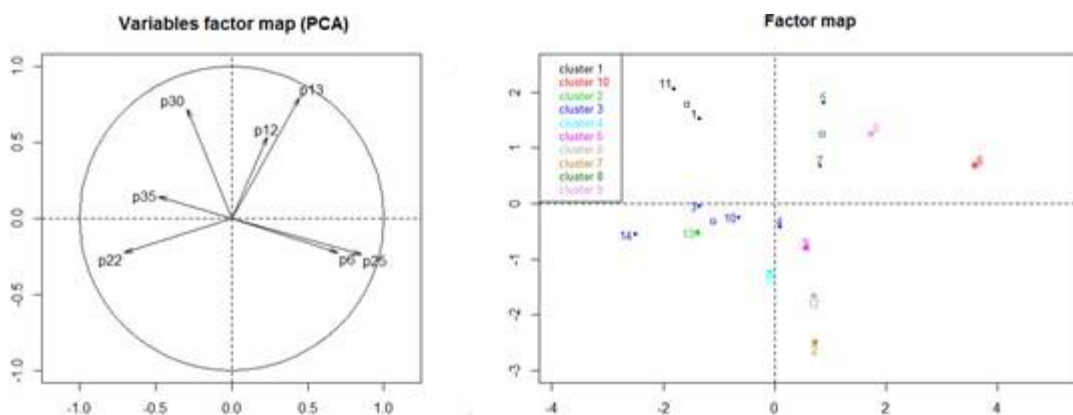 Variables factor map (PCA)
p30
p13
p12
p35
p22
p6
p25
1.0
0.5
0.0
-0.5
-1.0
-1.0
-0.5
0.0
0.5
1.0
Factor map
cluster 1
cluster 10
cluster 2
cluster 3
cluster 4
cluster 5
cluster 6
cluster 7
cluster 8
cluster 9
11
1
7
3
10
14
13
2
1
0
-1
-2
-3
-4
-2
0
2
4